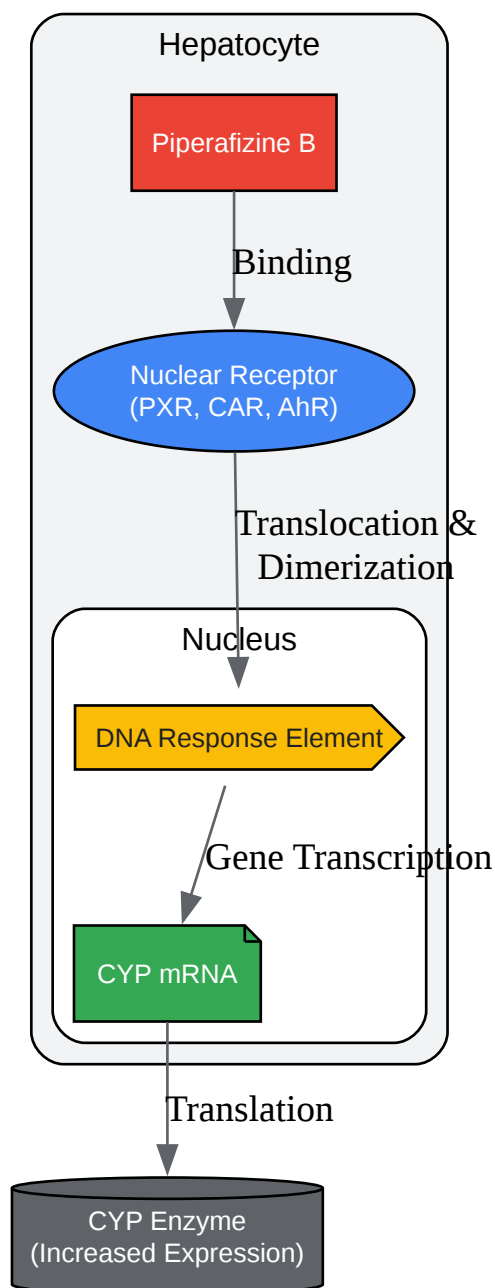 Hepatocyte
Piperafizine B
Binding
Nuclear Receptor
(PXR, CAR, AhR)
Translocation &
Dimerization
Nucleus
DNA Response Element
Gene Transcription
CYP mRNA
Translation
CYP Enzyme
(Increased Expression)